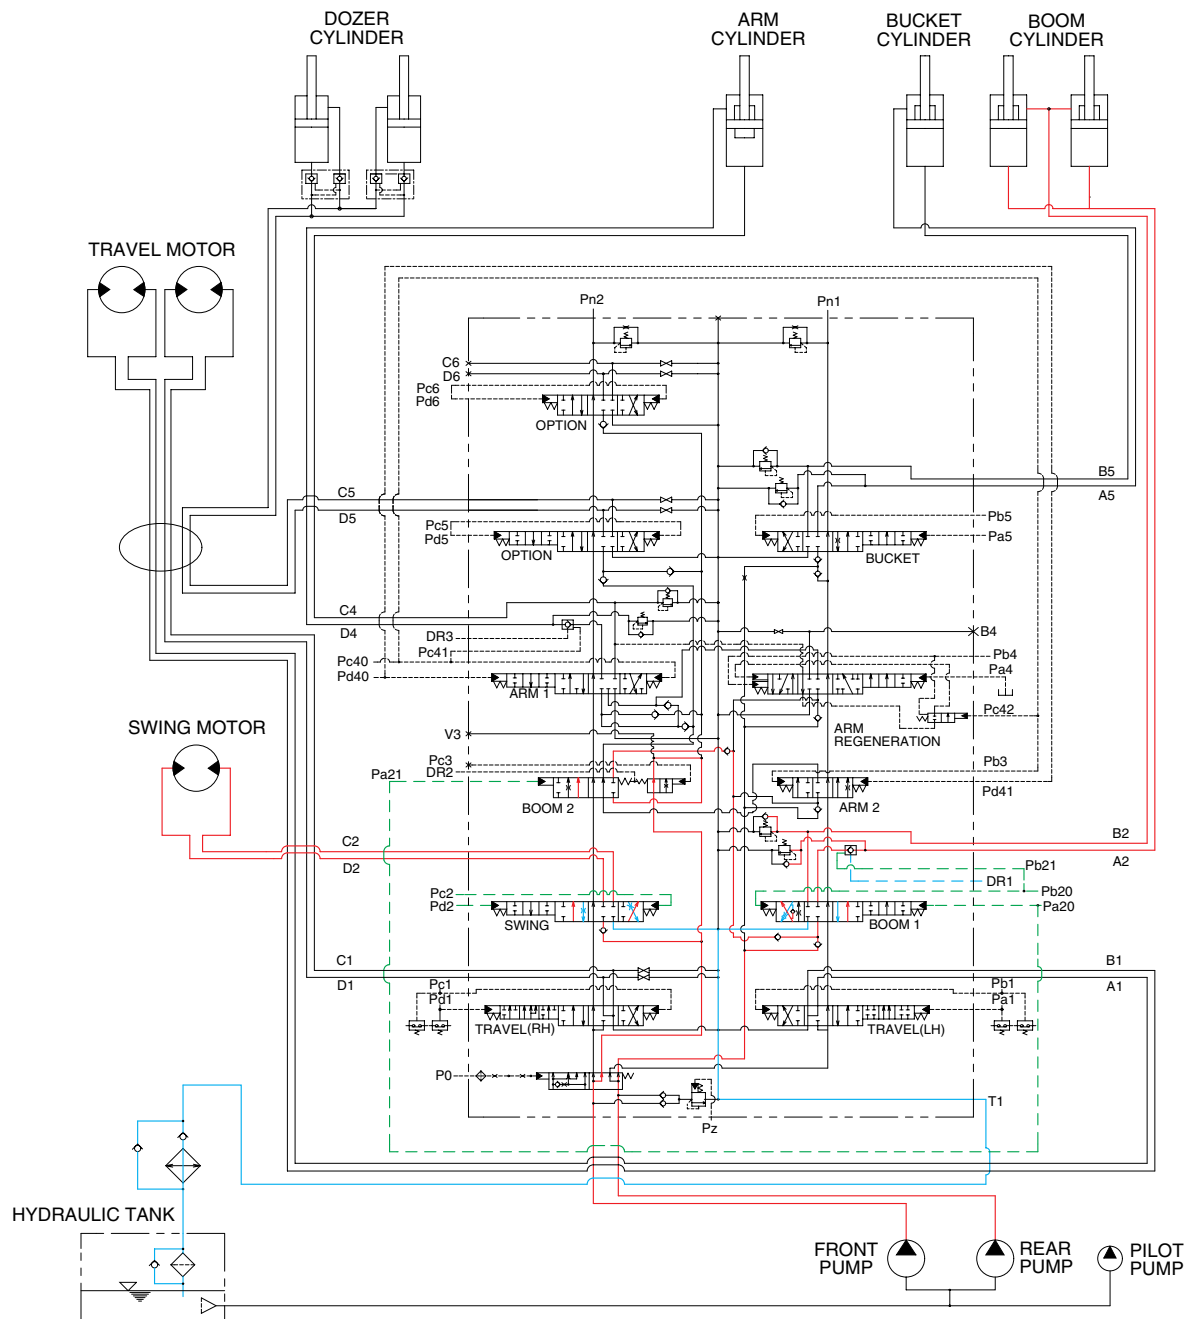 DOZER
CYLINDER
ARM
CYLINDER
BUCKET
CYLINDER
BOOM
CYLINDER
TRAVEL MOTOR
Pn2
Pn1
C6
D6
Pc6
Pd6
OPTION
C5
D5
Pc5
Pd5
OPTION
B5
A5
Pb5
Pa5
BUCKET
C4
D4
DR3
Pc41
Pc40
Pd40
ARM 1
B4
Pb4
Pa4
Pc42
ARM
REGENERATION
SWING MOTOR
V3
Pc3
DR2
Pa21
BOOM 2
Pb3
Pd41
ARM 2
C2
D2
B2
A2
Pb21
DR1
Pc2
Pd2
SWING
Pb20
Pa20
BOOM 1
C1
D1
Pc1
Pd1
TRAVEL(RH)
B1
A1
Pb1
Pa1
TRAVEL(LH)
P0
Pz
T1
HYDRAULIC TANK
FRONT
PUMP
REAR
PUMP
PILOT
PUMP